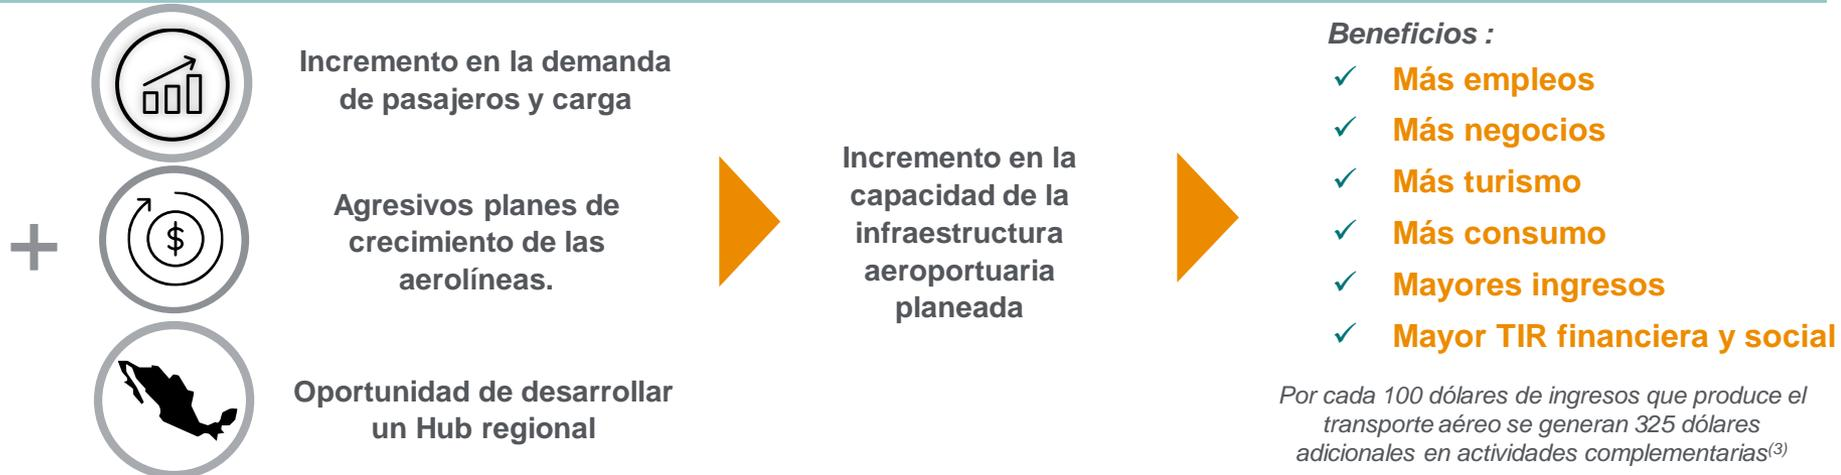 Incremento en la demanda
de pasajeros y carga
+
Agresivos planes de
crecimiento de las
aerolíneas.
$
Oportunidad de desarrollar
un Hub regional
Incremento en la
capacidad de la
infraestructura
aeroportuaria
planeada
Beneficios :
✓ Más empleos
✓ Más negocios
✓ Más turismo
✓ Más consumo
✓ Mayores ingresos
✓ Mayor TIR financiera y social
Por cada 100 dólares de ingresos que produce el
transporte aéreo se generan 325 dólares
adicionales en actividades complementarias(3)